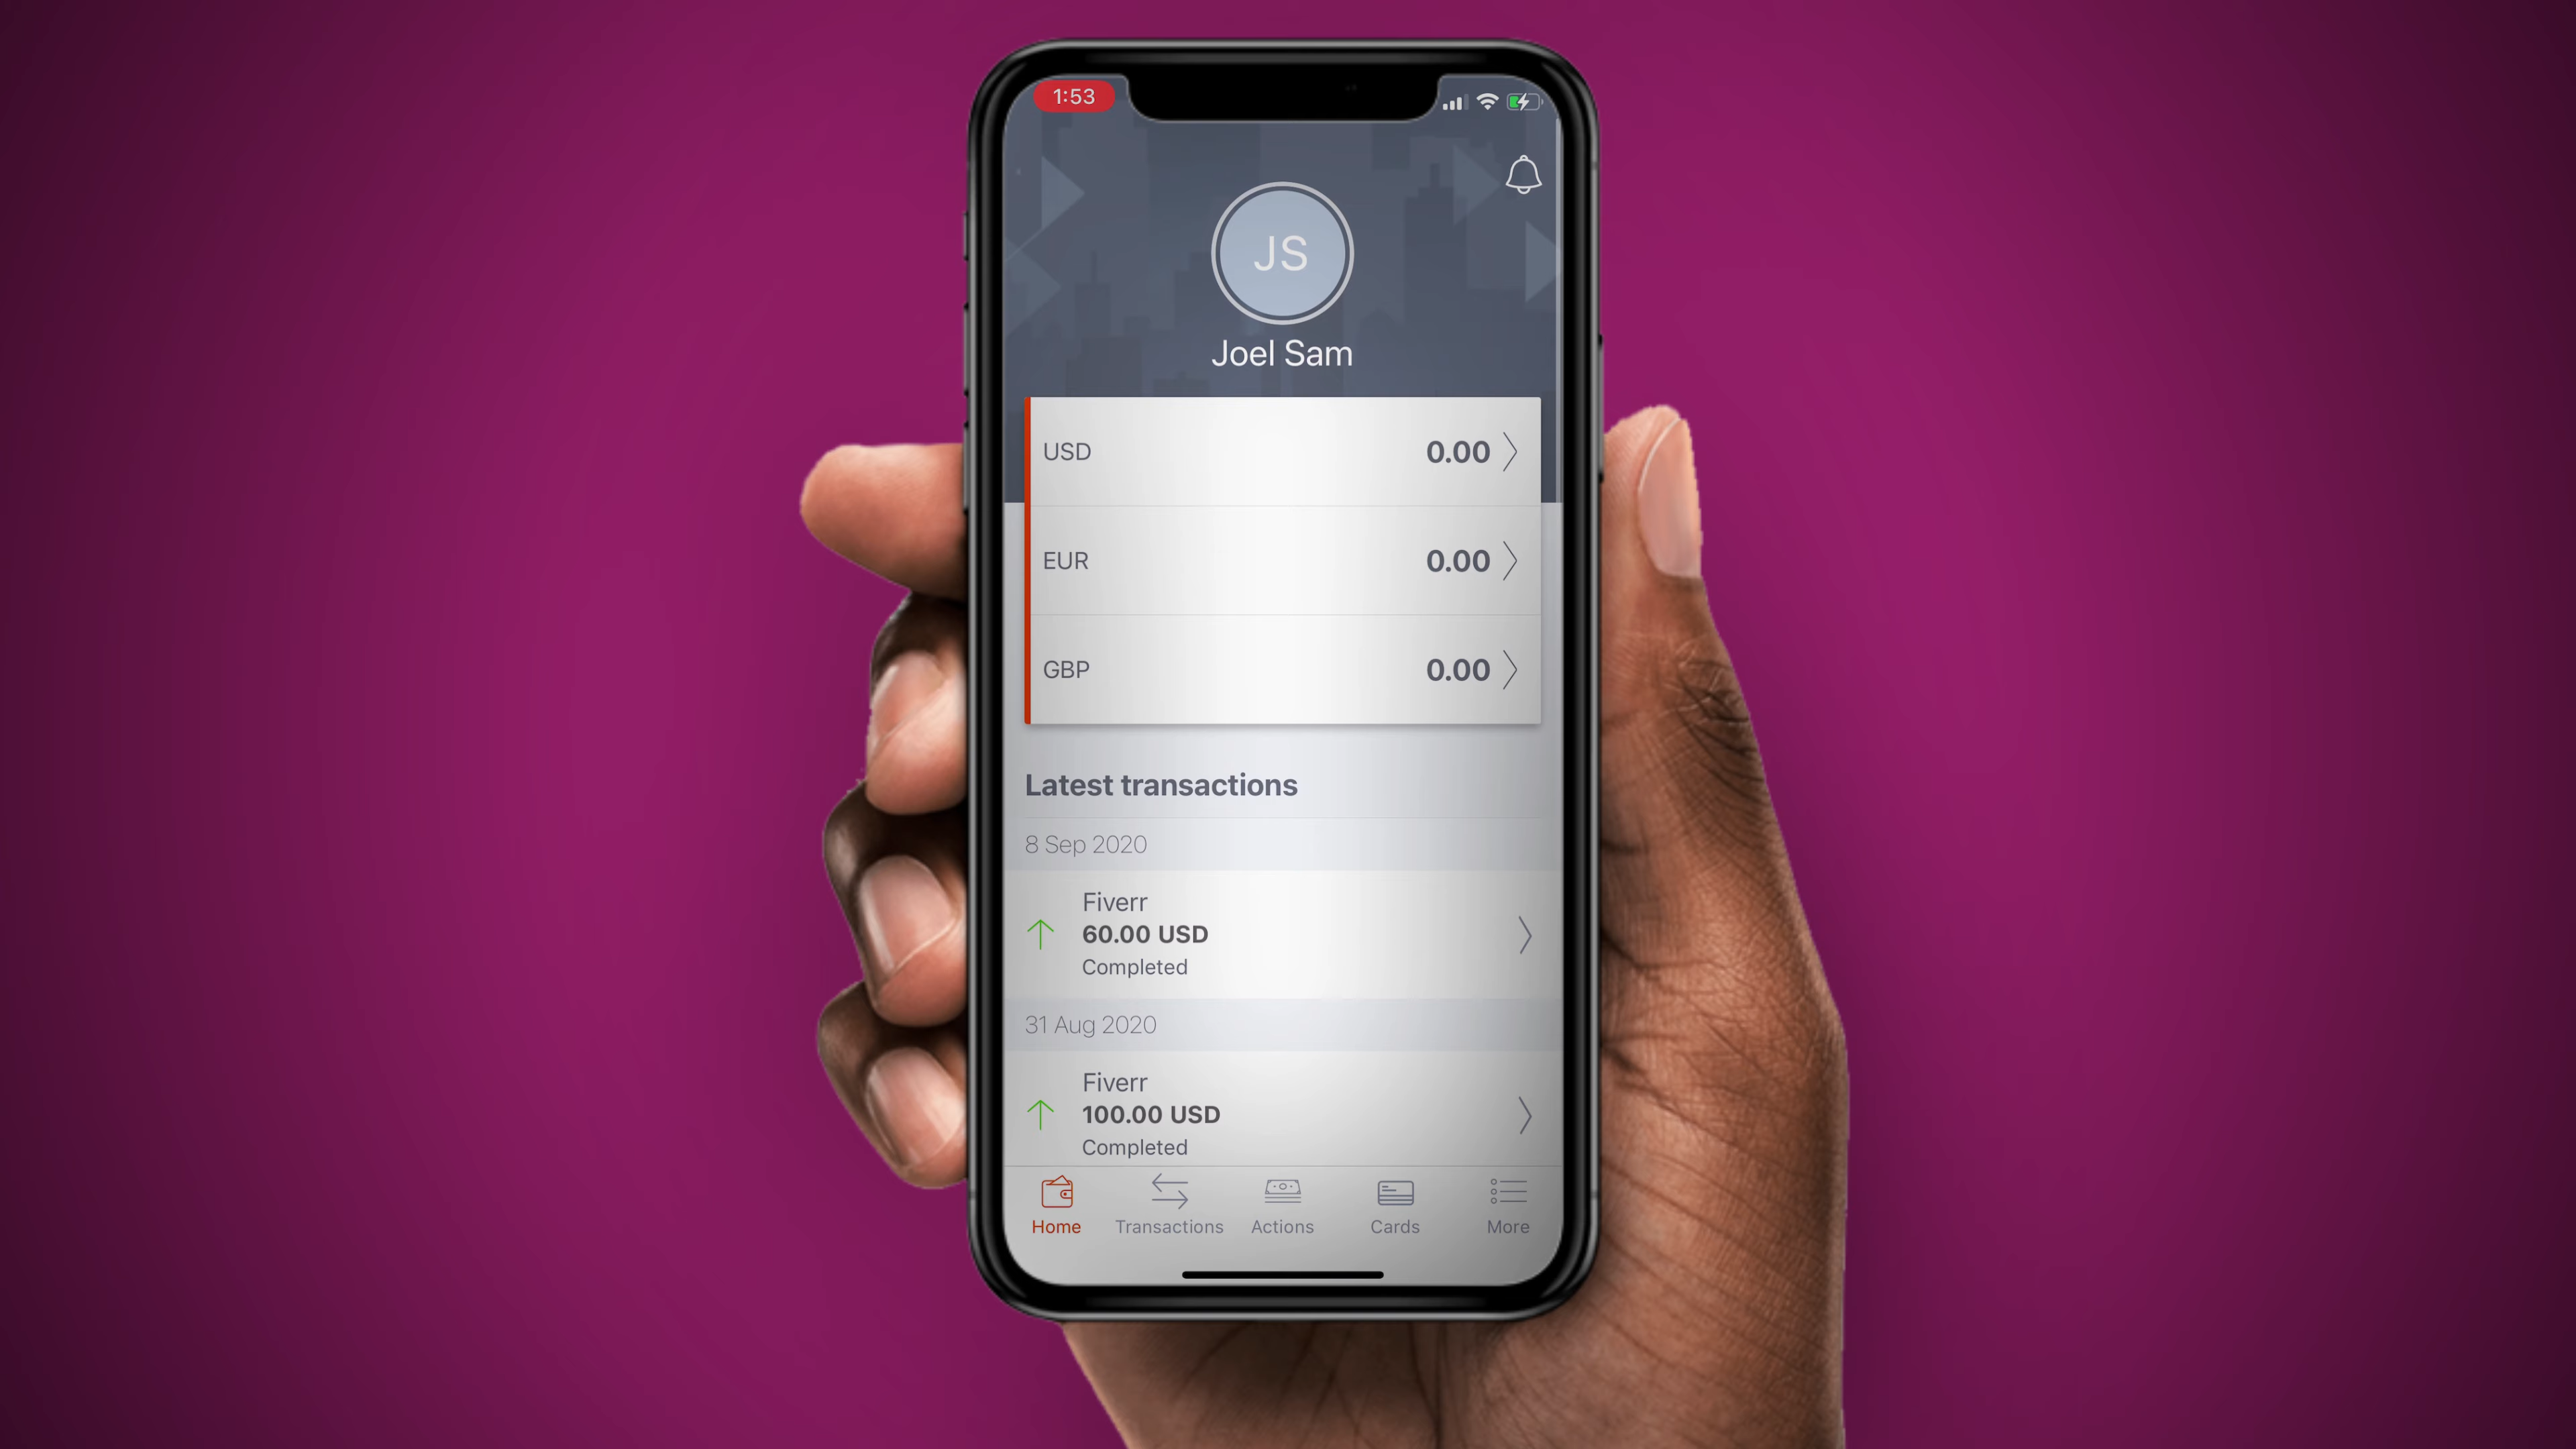 1:53
JS
Joel Sam
USD 0.00
EUR 0.00
GBP 0.00
Latest transactions
8 Sep 2020
Fiverr
60.00 USD
Completed
31 Aug 2020
Fiverr
100.00 USD
Completed
Home Transactions Actions Cards More